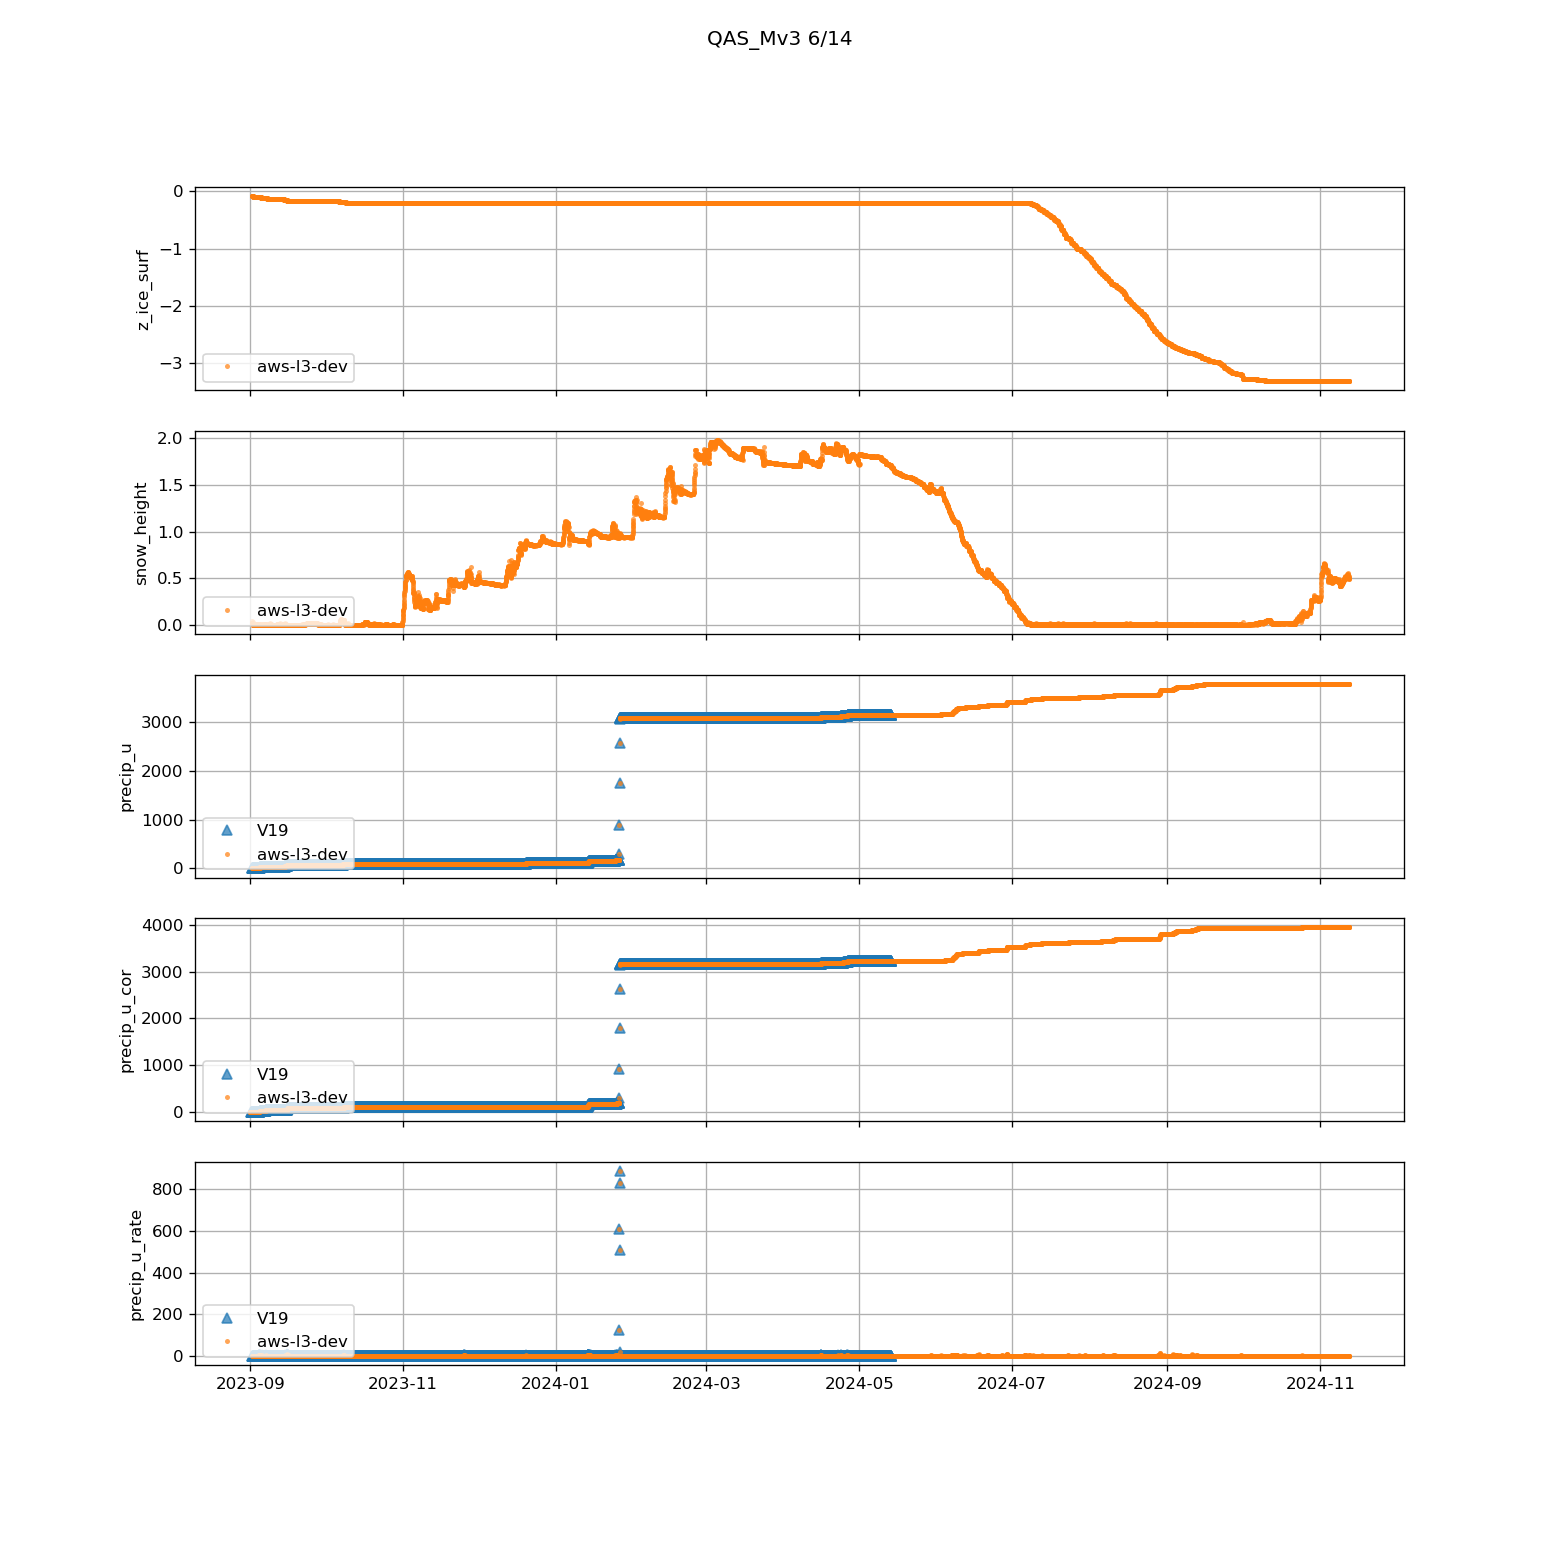 QAS_Mv3 6/14
0
−1
−2
−3
z_ice_surf
aws-l3-dev
2.0
1.5
1.0
0.5
0.0
snow_height
aws-l3-dev
3000
2000
1000
0
precip_u
V19
aws-l3-dev
4000
3000
2000
1000
0
precip_u_cor
V19
aws-l3-dev
800
600
400
200
0
precip_u_rate
V19
aws-l3-dev
2023-09 2023-11 2024-01 2024-03 2024-05 2024-07 2024-09 2024-11